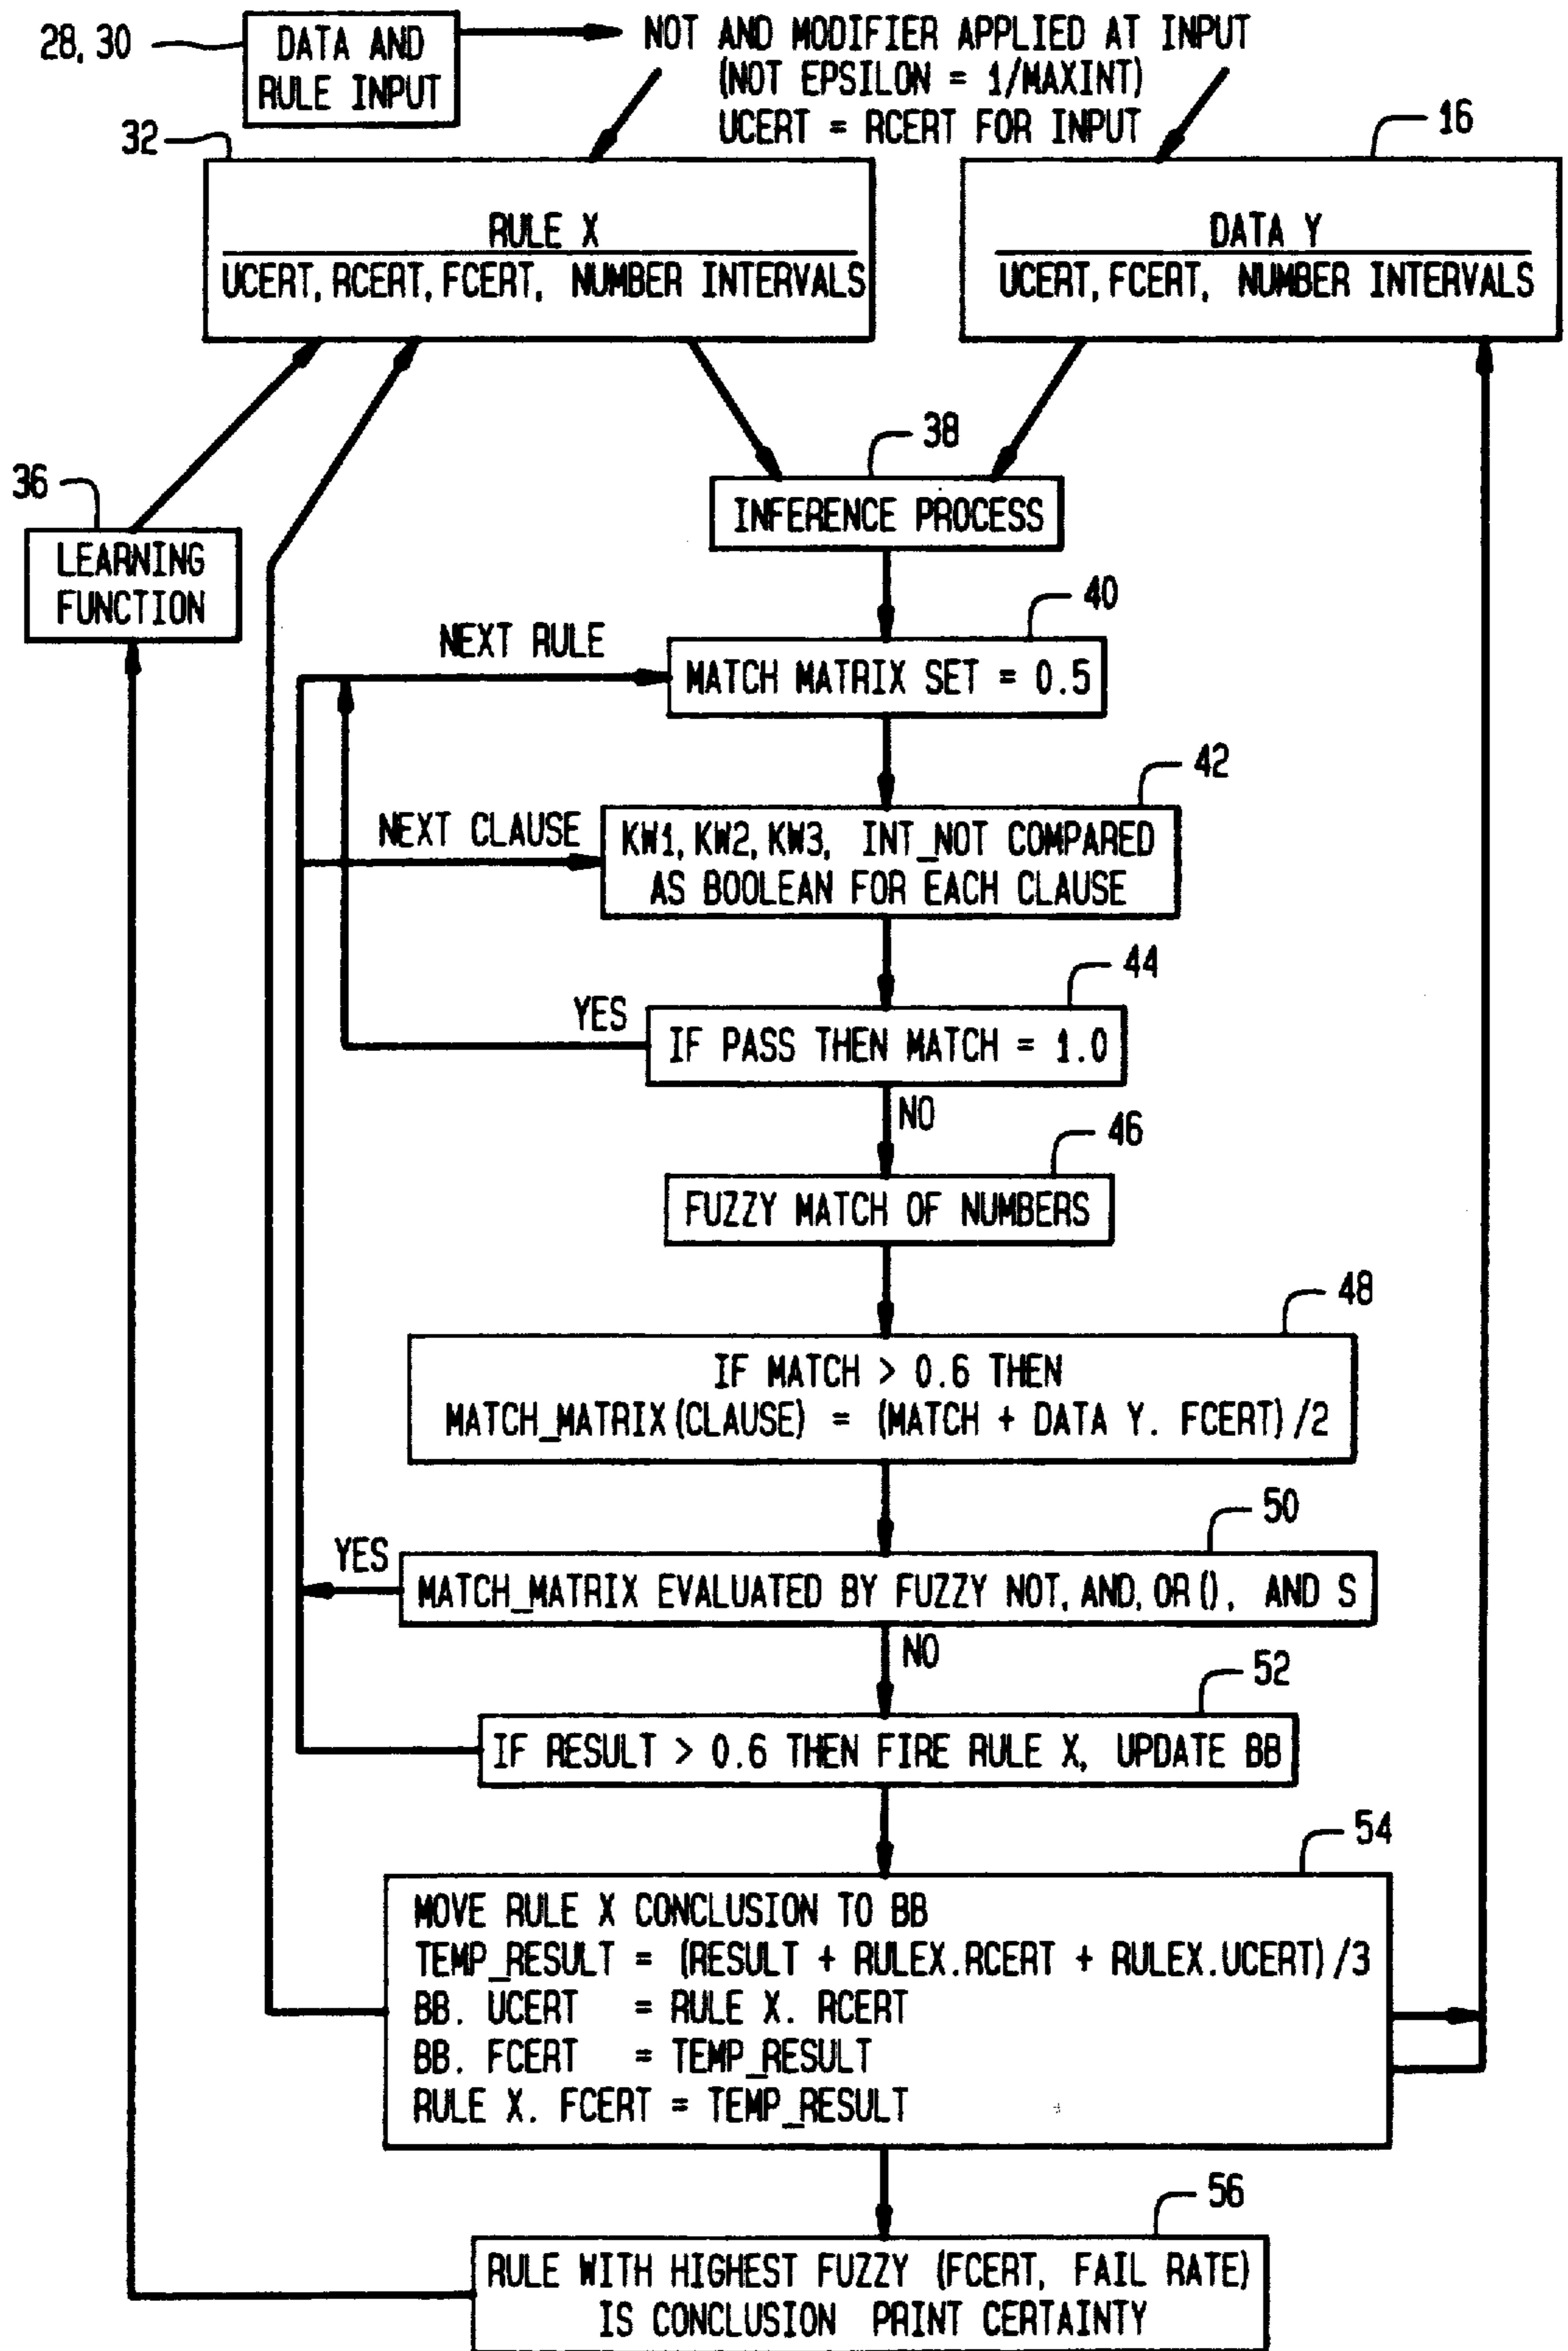 28, 30
DATA AND
RULE INPUT
NOT AND MODIFIER APPLIED AT INPUT
(NOT EPSILON = 1/MAXINT)
UCERT = RCERT FOR INPUT
32
16
RULE X
UCERT, RCERT, FCERT, NUMBER INTERVALS
DATA Y
UCERT, FCERT, NUMBER INTERVALS
38
INFERENCE PROCESS
36
LEARNING
FUNCTION
40
NEXT RULE
MATCH MATRIX SET = 0.5
42
NEXT CLAUSE
KW1, KW2, KW3, INT_NOT COMPARED
AS BOOLEAN FOR EACH CLAUSE
44
YES
IF PASS THEN MATCH = 1.0
NO
46
FUZZY MATCH OF NUMBERS
48
IF MATCH > 0.6 THEN
MATCH_MATRIX(CLAUSE) = (MATCH + DATA Y. FCERT)/2
50
YES
MATCH_MATRIX EVALUATED BY FUZZY NOT, AND, OR(), AND S
NO
52
IF RESULT > 0.6 THEN FIRE RULE X, UPDATE BB
54
MOVE RULE X CONCLUSION TO BB
TEMP_RESULT = (RESULT + RULEX.RCERT + RULEX.UCERT)/3
BB. UCERT = RULE X. RCERT
BB. FCERT = TEMP_RESULT
RULE X. FCERT = TEMP_RESULT
56
RULE WITH HIGHEST FUZZY (FCERT, FAIL RATE)
IS CONCLUSION PRINT CERTAINTY